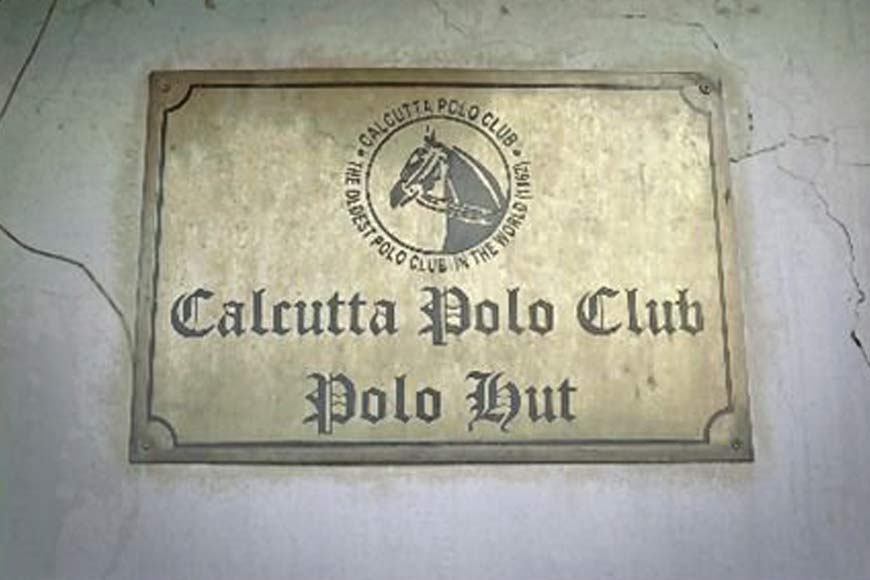 CALCUTTA POLO CLUB
THE OLDEST POLO CLUB IN THE WORLD (1862)
Calcutta Polo Club
Polo Hut